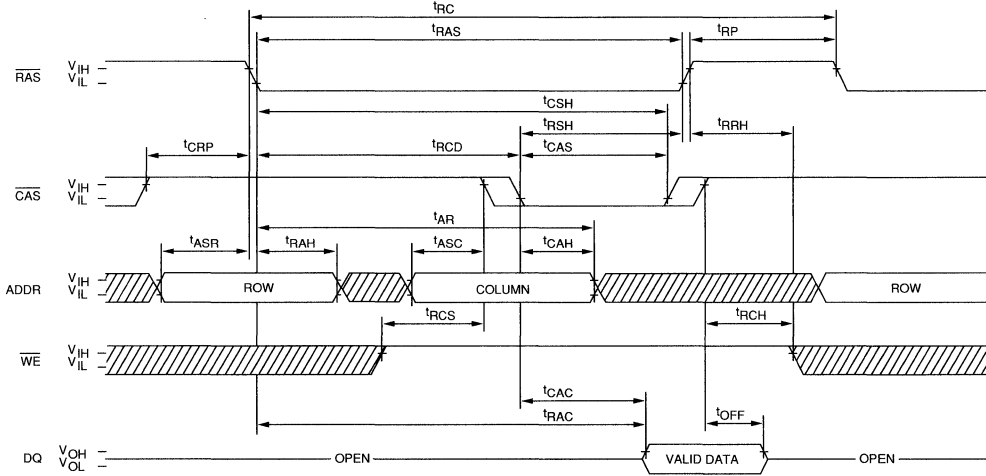 tRC
tRAS
tRP
RAS VIH VIL
tCSH
tRSH
tRRH
tCRP
tRCD
tCAS
CAS VIH VIL
tAR
tASR
tRAH
tASC
tCAH
ADDR VIH VIL ROW COLUMN ROW
tRCS
tRCH
WE VIH VIL
tCAC
tRAC
tOFF
DQ VOH VOL OPEN VALID DATA OPEN